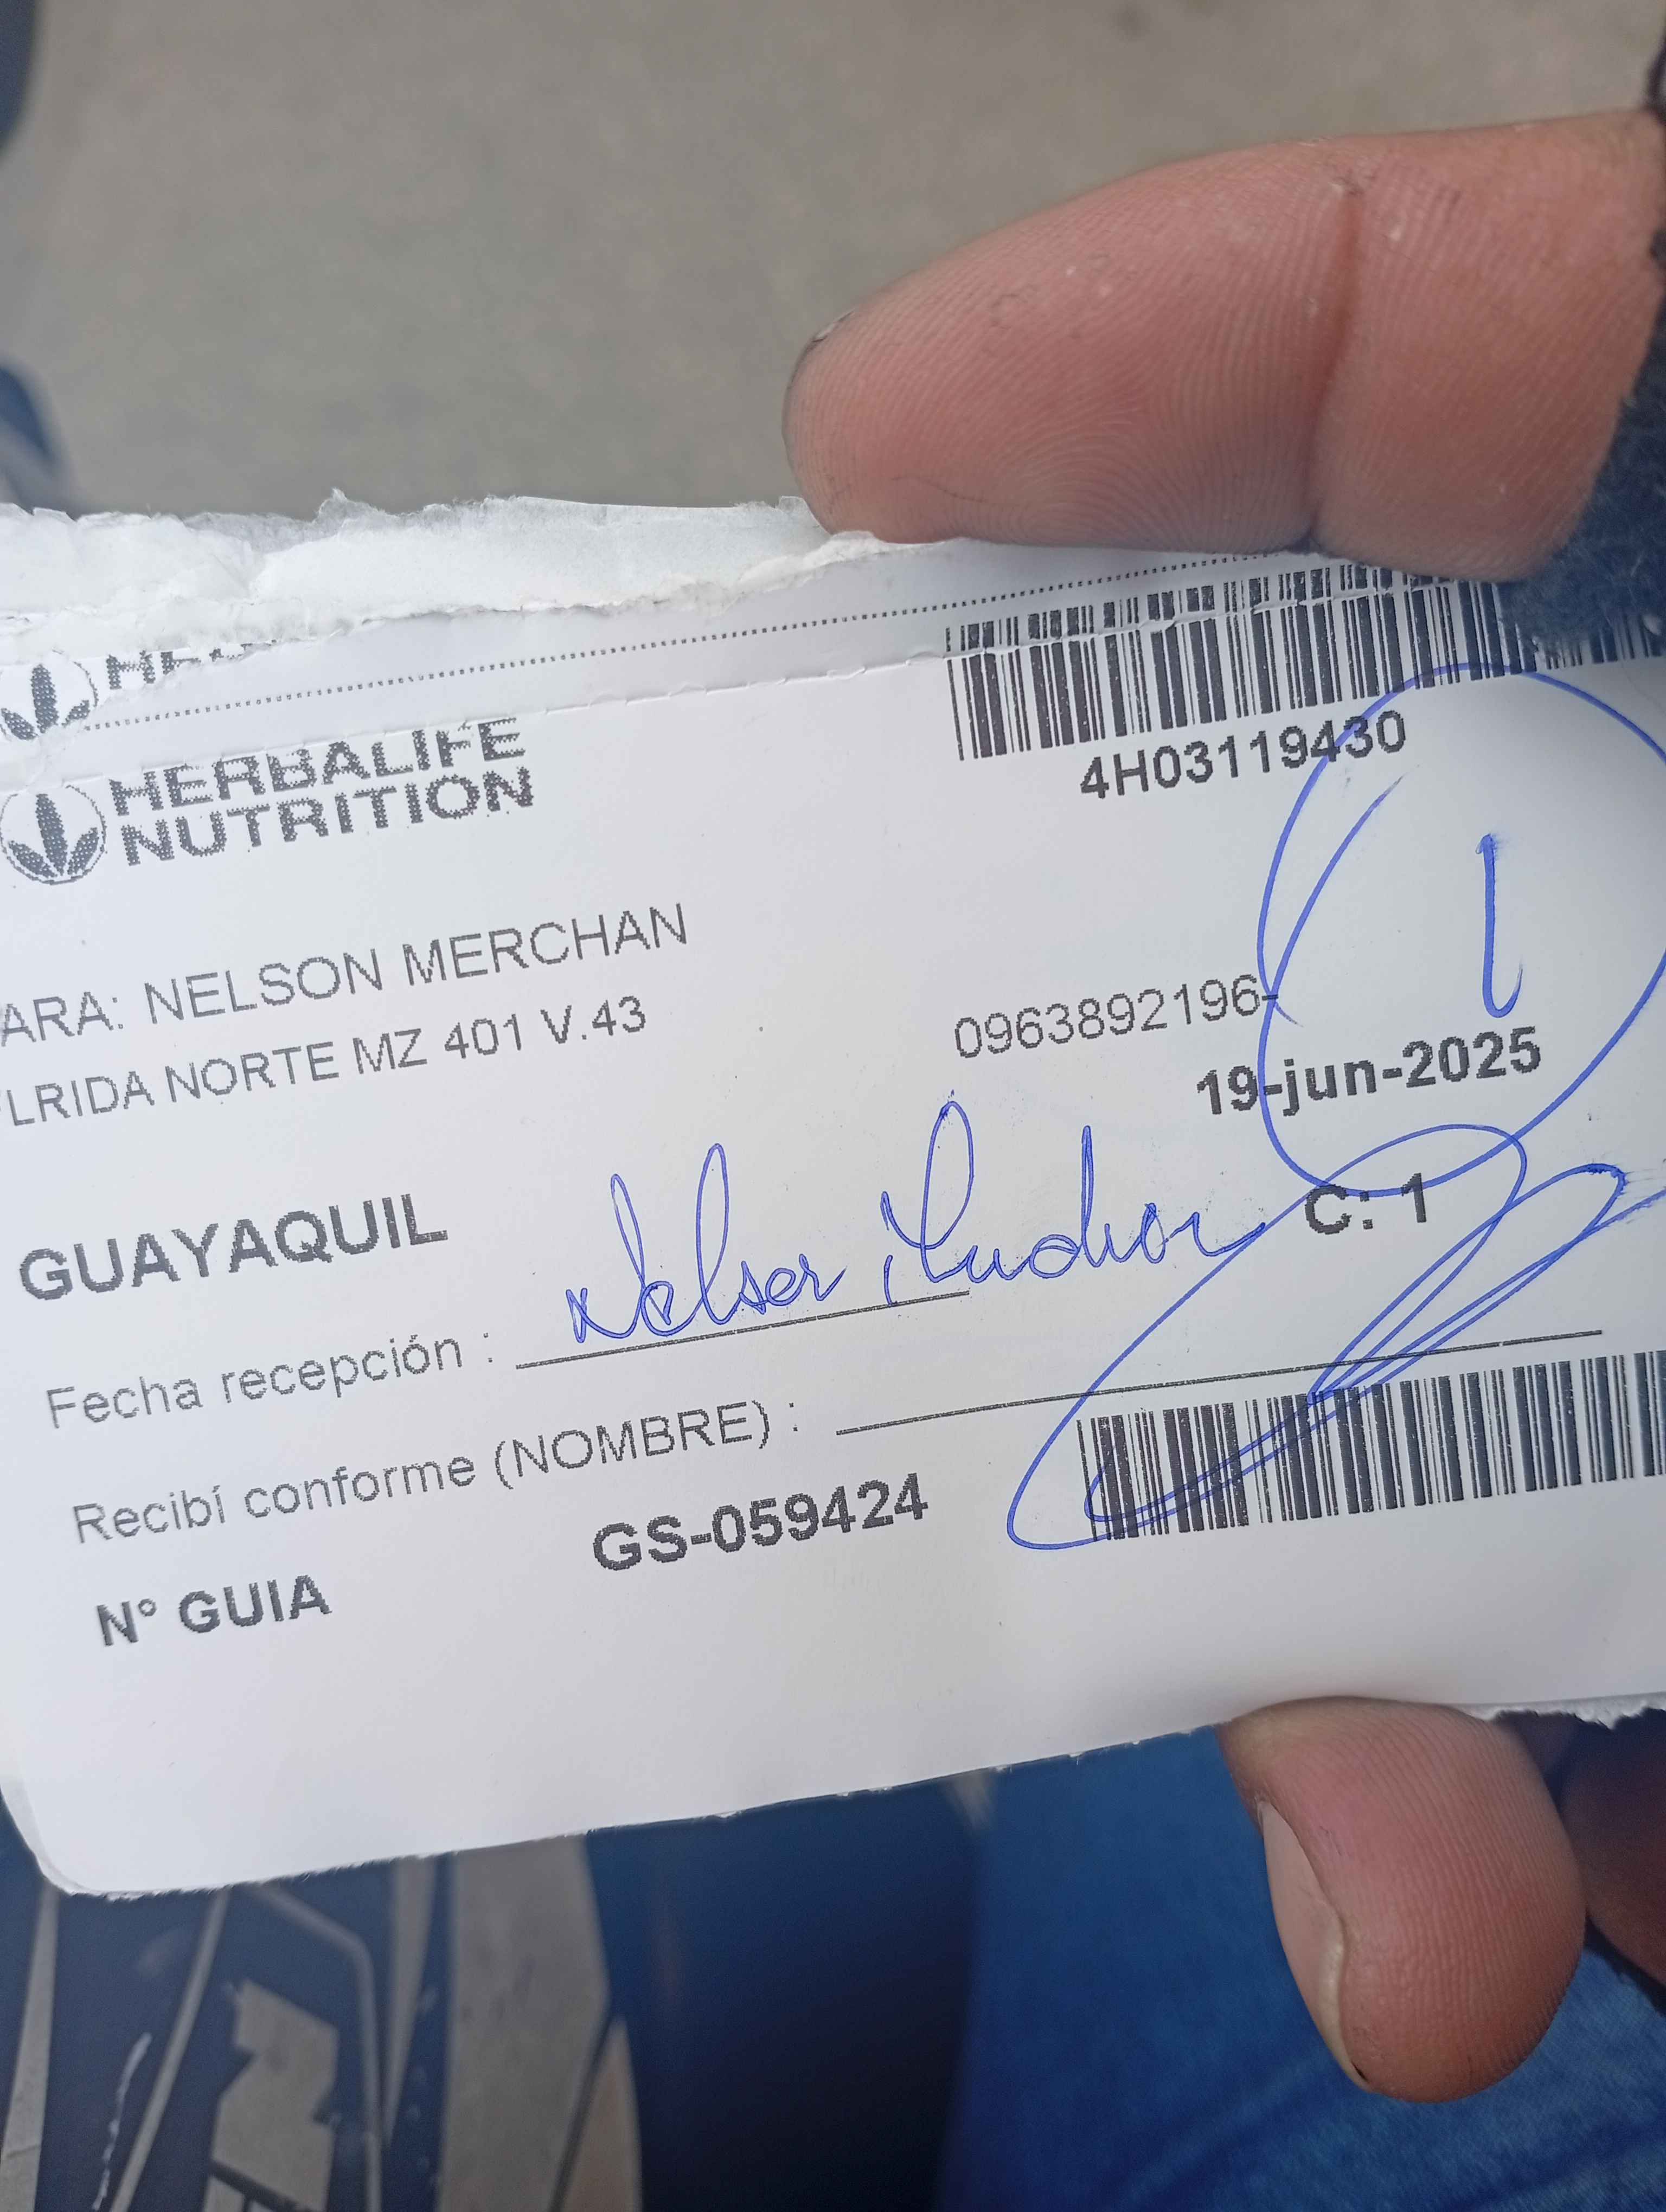 HERBALIFE
NUTRITION
4H03119430
ARA: NELSON MERCHAN
LRIDA NORTE MZ 401 V.43
0963892196-
19-jun-2025
1
GUAYAQUIL
C: 1
Fecha recepción :
Recibí conforme (NOMBRE) :
N° GUIA
GS-059424